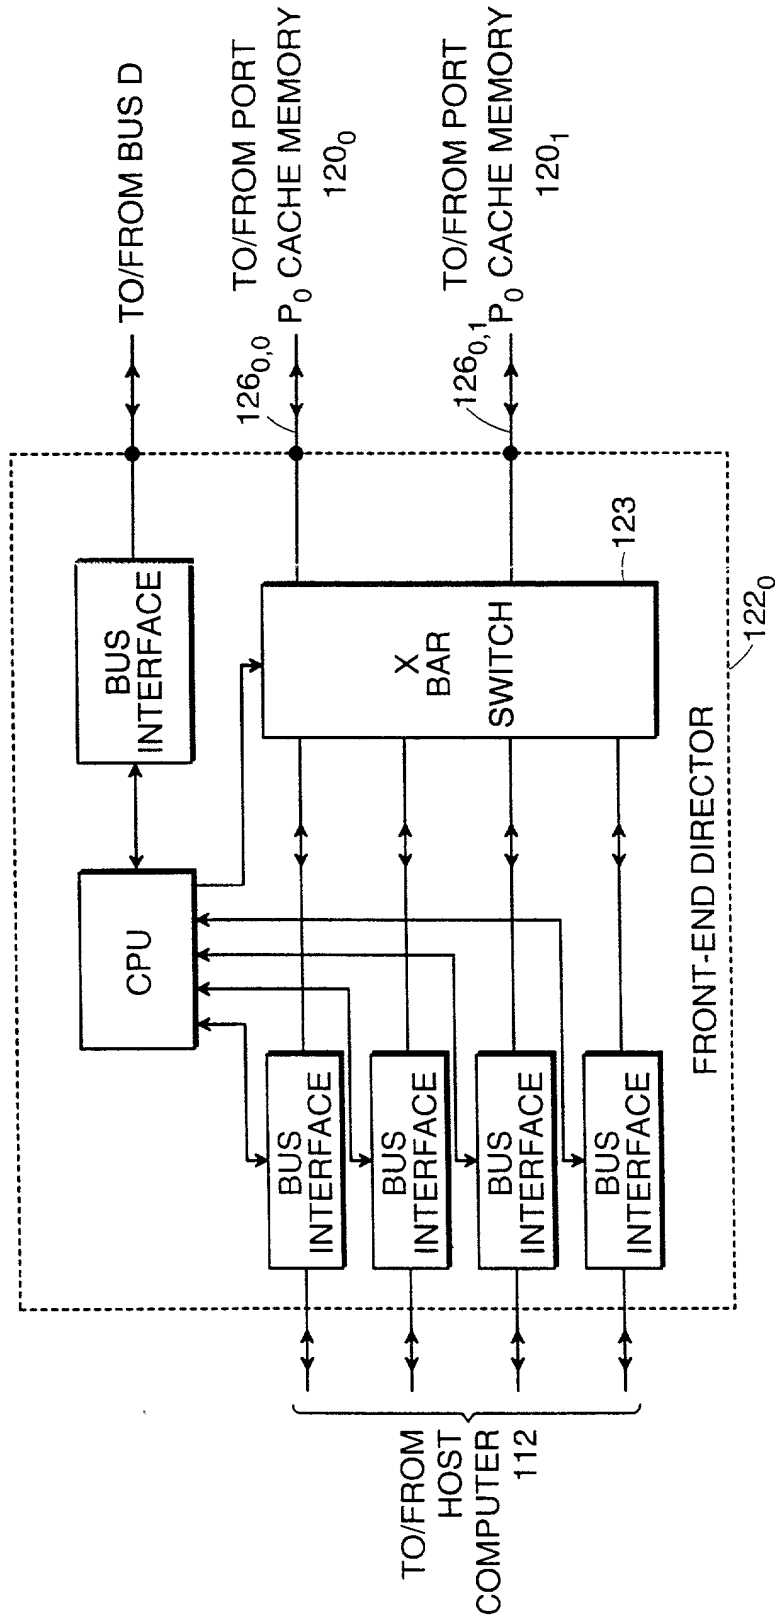 TO/FROM BUS D
TO/FROM PORT
P0 CACHE MEMORY
1200
TO/FROM PORT
P0 CACHE MEMORY
1201
1260,0
1260,1
BUS
INTERFACE
CPU
X
BAR
SWITCH
123
BUS
INTERFACE
BUS
INTERFACE
BUS
INTERFACE
BUS
INTERFACE
FRONT-END DIRECTOR
1220
TO/FROM
HOST
COMPUTER
112